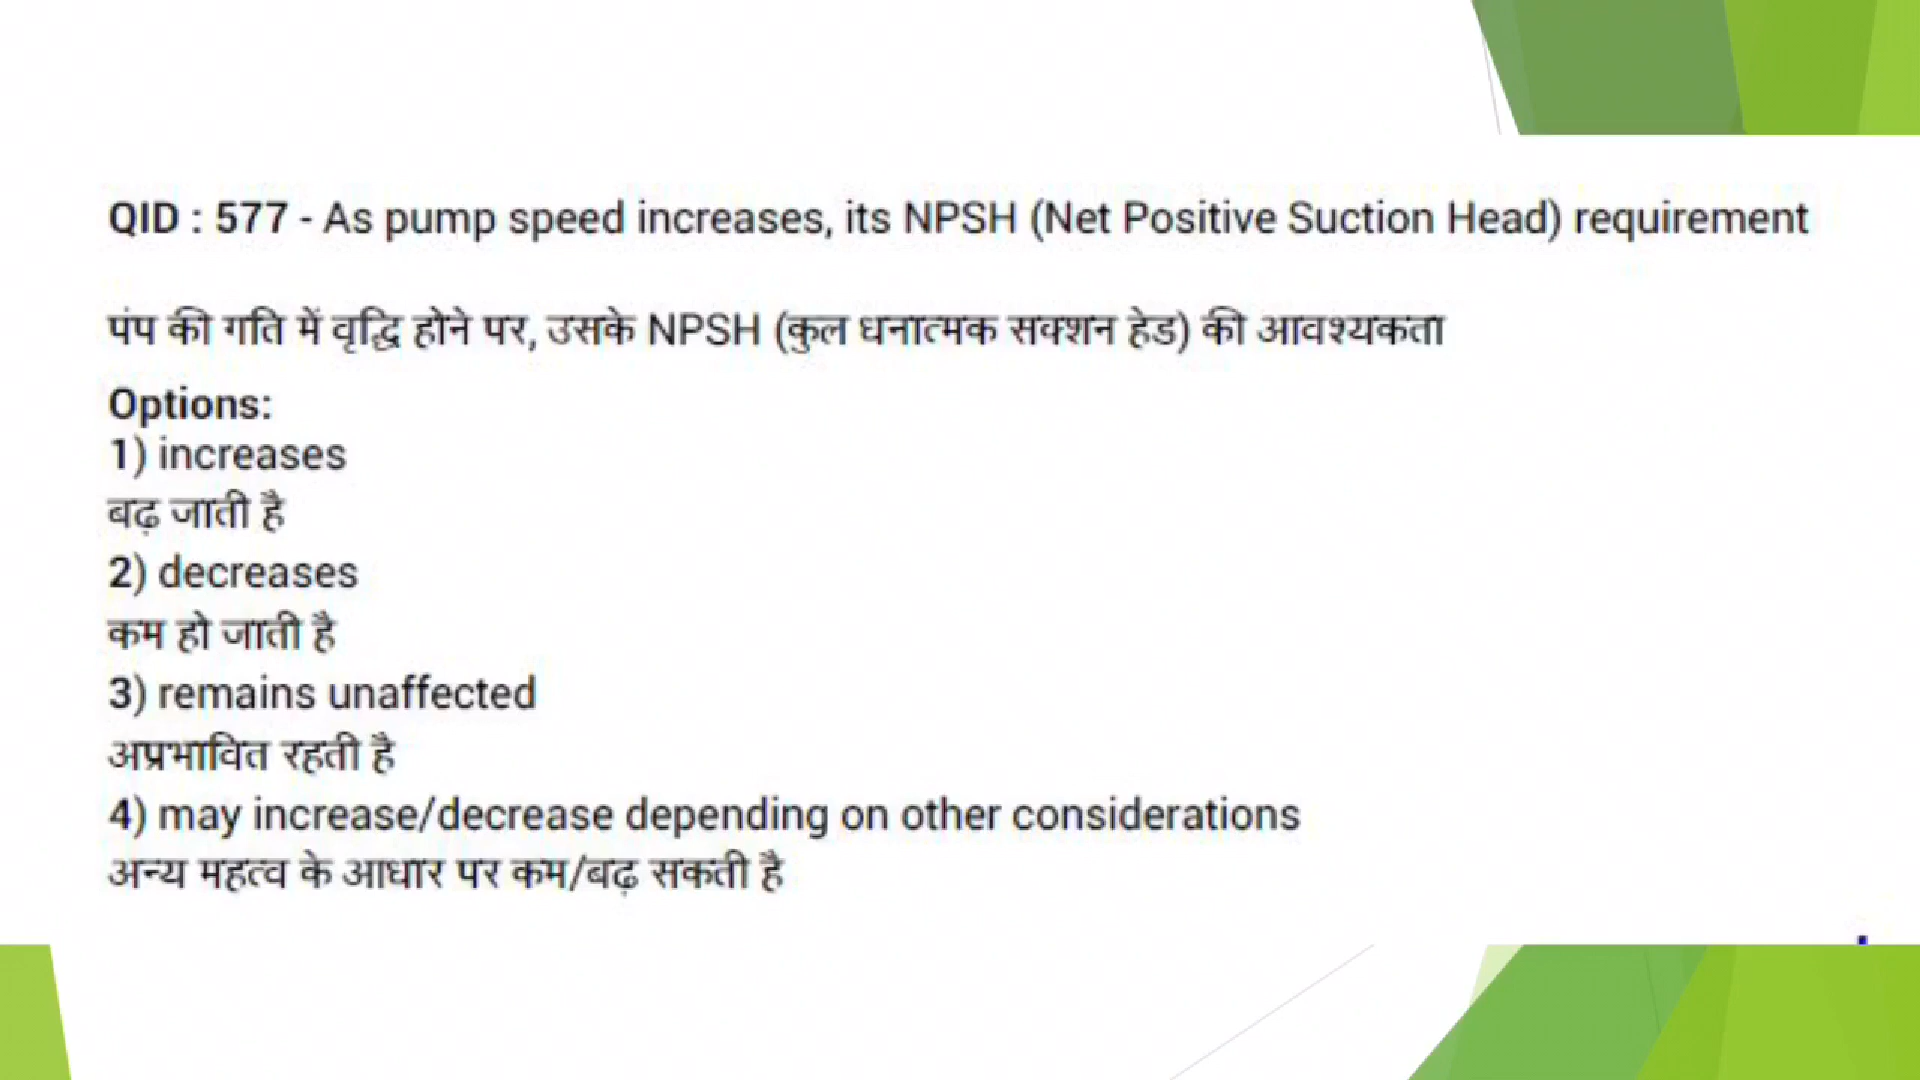 QID : 577 - As pump speed increases, its NPSH (Net Positive Suction Head) requirement
पंप की गति में वृद्धि होने पर, उसके NPSH (कुल धनात्मक सक्शन हेड) की आवश्यकता
Options:
1) increases
बढ़ जाती है
2) decreases
कम हो जाती है
3) remains unaffected
अप्रभावित रहती है
4) may increase/decrease depending on other considerations
अन्य महत्व के आधार पर कम/बढ़ सकती है